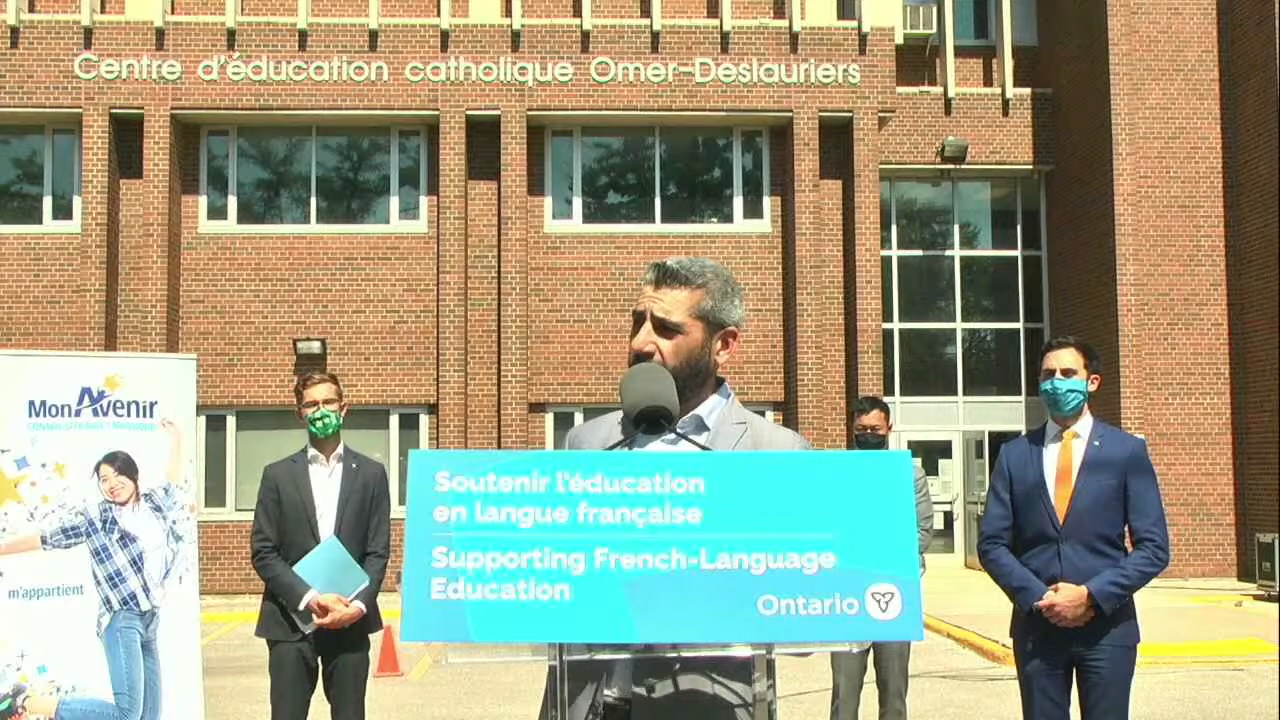 Centre d'éducation catholique Omer-Deslauriers
MonAvenir
m'appartient
Soutenir l'éducation
en langue française
Supporting French-Language
Education
Ontario